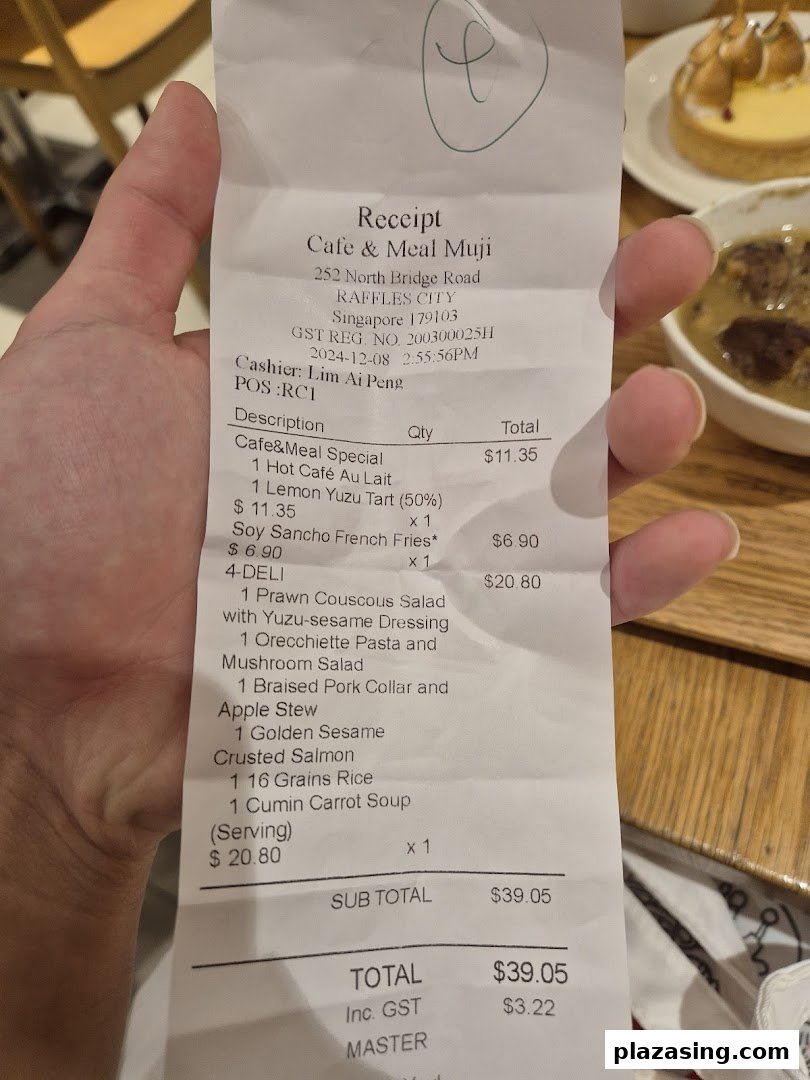 Receipt
Cafe & Meal Muji
252 North Bridge Road
RAFFLES CITY
Singapore 179103
GST REG. NO. 200300025H
2024-12-08 2:55:56PM
Cashier: Lim Ai Peng
POS :RC1
Description Qty Total
Cafe&Meal Special $11.35
1 Hot Café Au Lait
1 Lemon Yuzu Tart (50%)
$ 11.35 x 1
Soy Sancho French Fries* $6.90
$ 6.90 x 1
4-DELI $20.80
1 Prawn Couscous Salad
with Yuzu-sesame Dressing
1 Orecchiette Pasta and
Mushroom Salad
1 Braised Pork Collar and
Apple Stew
1 Golden Sesame
Crusted Salmon
1 16 Grains Rice
1 Cumin Carrot Soup
(Serving)
$ 20.80 x 1
SUB TOTAL $39.05
TOTAL $39.05
Inc. GST $3.22
MASTER
plazasing.com